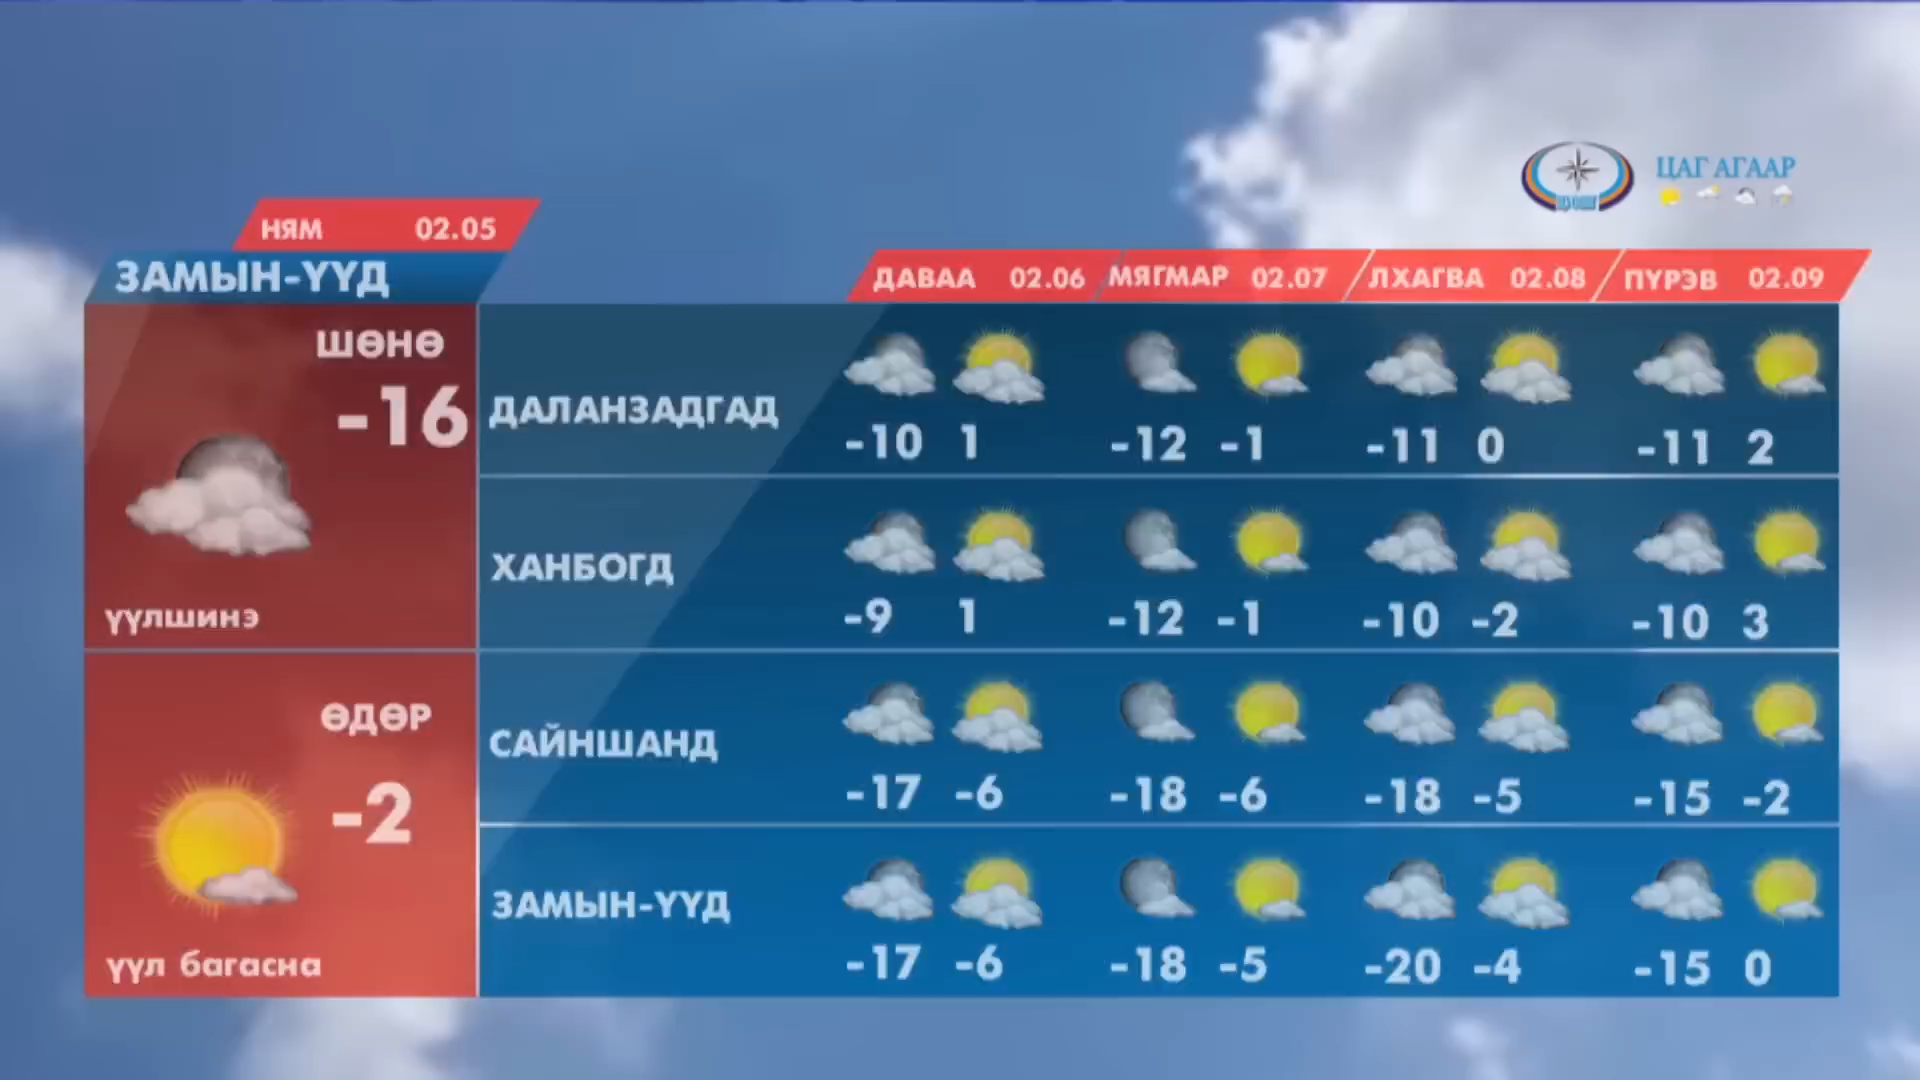 ЦАГ АГААР
НЯМ 02.05
ЗАМЫН-ҮҮД
ШӨНӨ
-16
үүлшинэ
ӨДӨР
-2
үүл багасна
ДАВАА 02.06 МЯГМАР 02.07 ЛХАГВА 02.08 ПҮРЭВ 02.09
ДАЛАНЗАДГАД
-10 1 -12 -1 -11 0 -11 2
ХАНБОГД
-9 1 -12 -1 -10 -2 -10 3
САЙНШАНД
-17 -6 -18 -6 -18 -5 -15 -2
ЗАМЫН-ҮҮД
-17 -6 -18 -5 -20 -4 -15 0